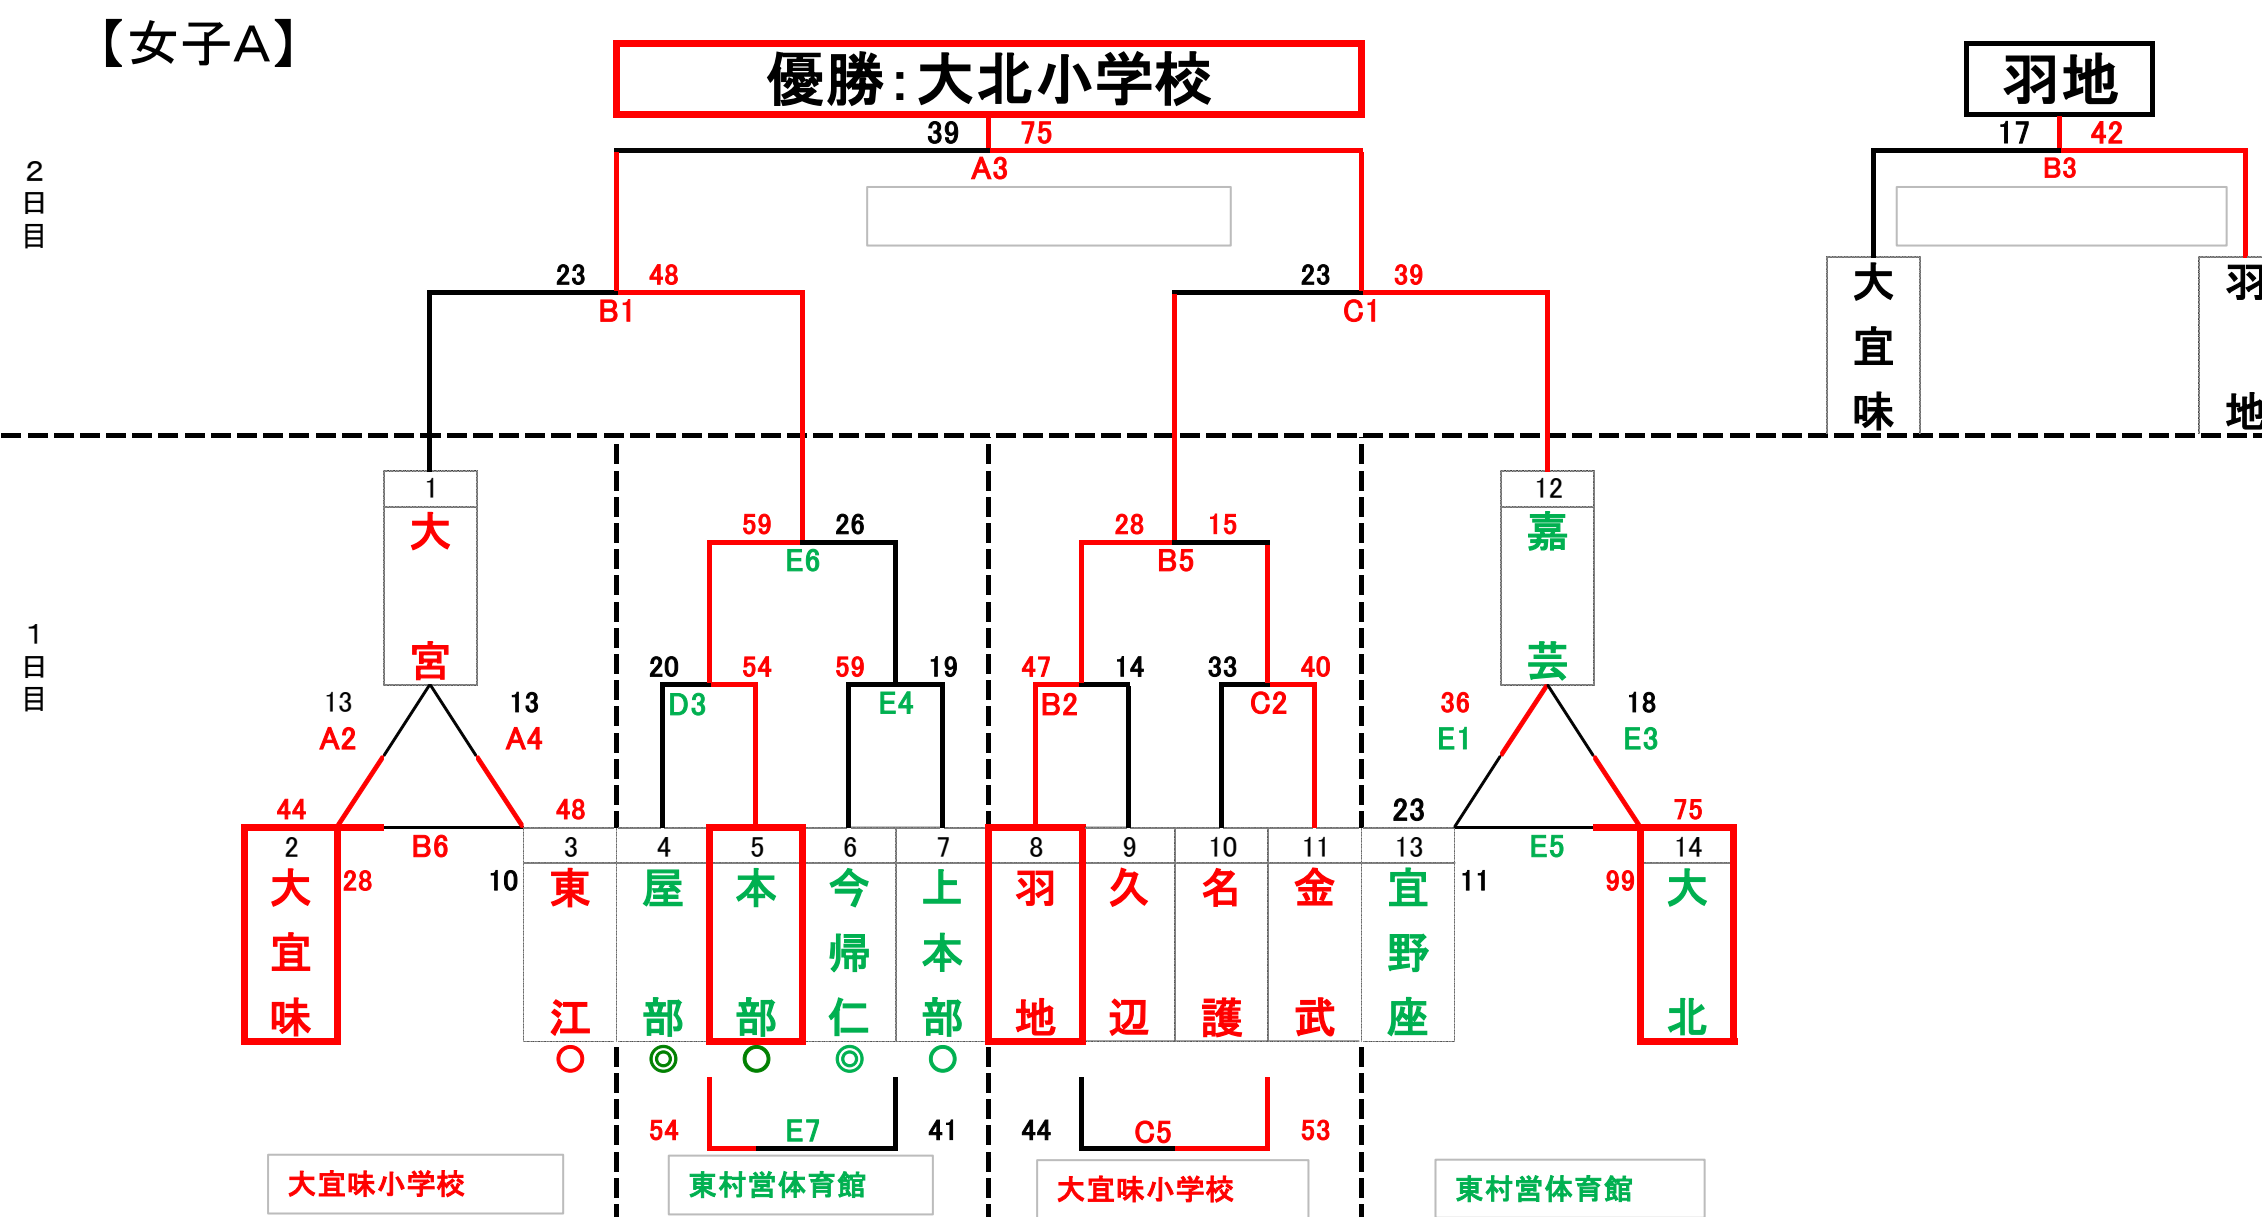 【女子A】
優勝:大北小学校
羽地
39 75
A3
17 42
B3
2日目
23 48
B1
23 39
C1
大宜味
羽地
1
大宮
12
嘉芸
59 26
E6
28 15
B5
1日目
20 54
D3
59 19
E4
47 14
B2
33 40
C2
13
A2
13
A4
36
E1
18
E3
44
48
23
75
B6
E5
28
10
11
99
2
大宜味
3
東江
4
屋部
5
本部
6
今帰仁
7
上本部
8
羽地
9
久辺
10
名護
11
金武
13
宜野座
14
大北
○ ◎ ○ ◎ ○
54 E7 41
44 C5 53
大宜味小学校
東村営体育館
大宜味小学校
東村営体育館